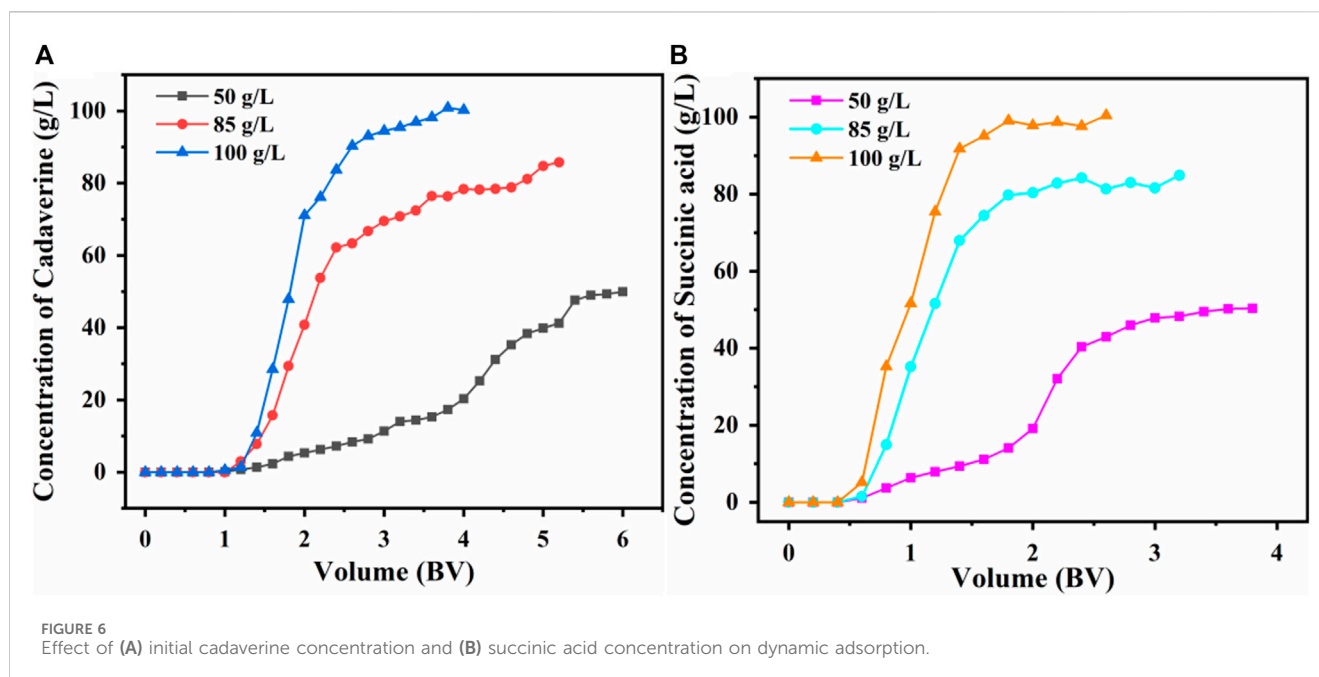 A
Concentration of Cadaverine (g/L)
100
80
60
40
20
0
50 g/L
85 g/L
100 g/L
0 1 2 3 4 5 6
Volume (BV)
B
Concentration of Succinic acid (g/L)
100
80
60
40
20
0
50 g/L
85 g/L
100 g/L
0 1 2 3 4
Volume (BV)
FIGURE 6
Effect of (A) initial cadaverine concentration and (B) succinic acid concentration on dynamic adsorption.